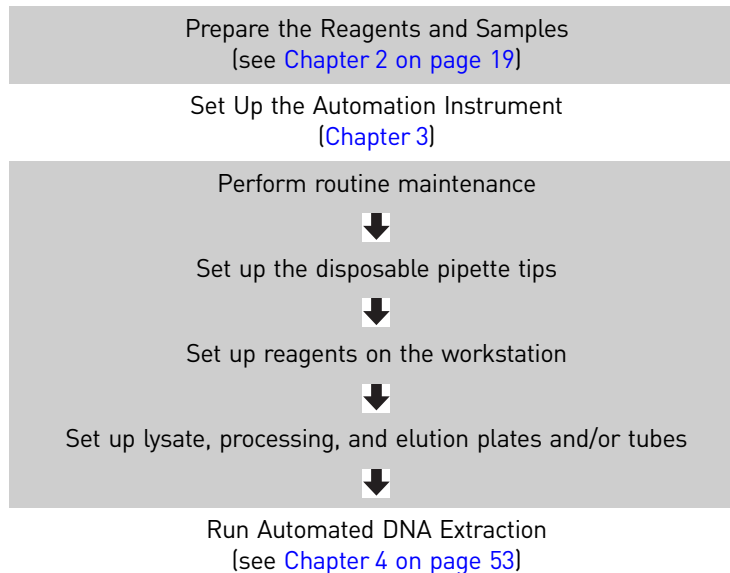 Prepare the Reagents and Samples
(see Chapter 2 on page 19)
Set Up the Automation Instrument
(Chapter 3)
Perform routine maintenance
Set up the disposable pipette tips
Set up reagents on the workstation
Set up lysate, processing, and elution plates and/or tubes
Run Automated DNA Extraction
(see Chapter 4 on page 53)